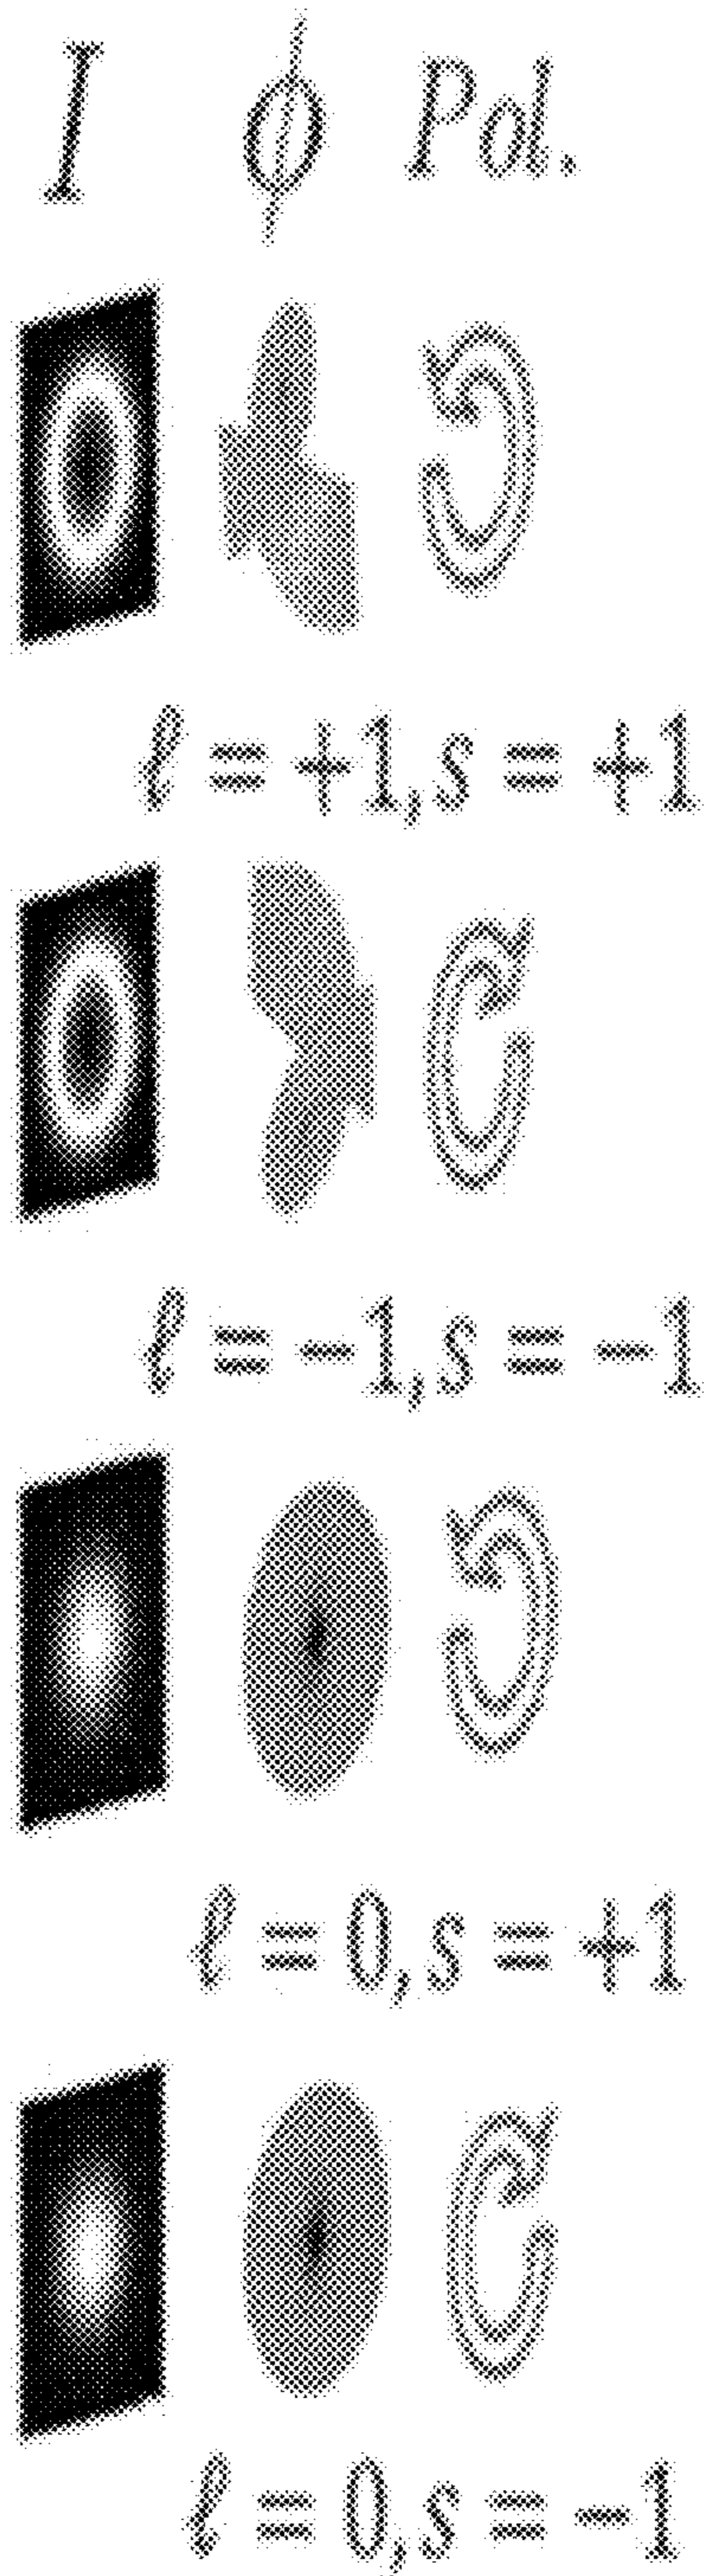 I ϕ Pol.
ℓ = +1, s = +1
ℓ = −1, s = −1
ℓ = 0, s = +1
ℓ = 0, s = −1